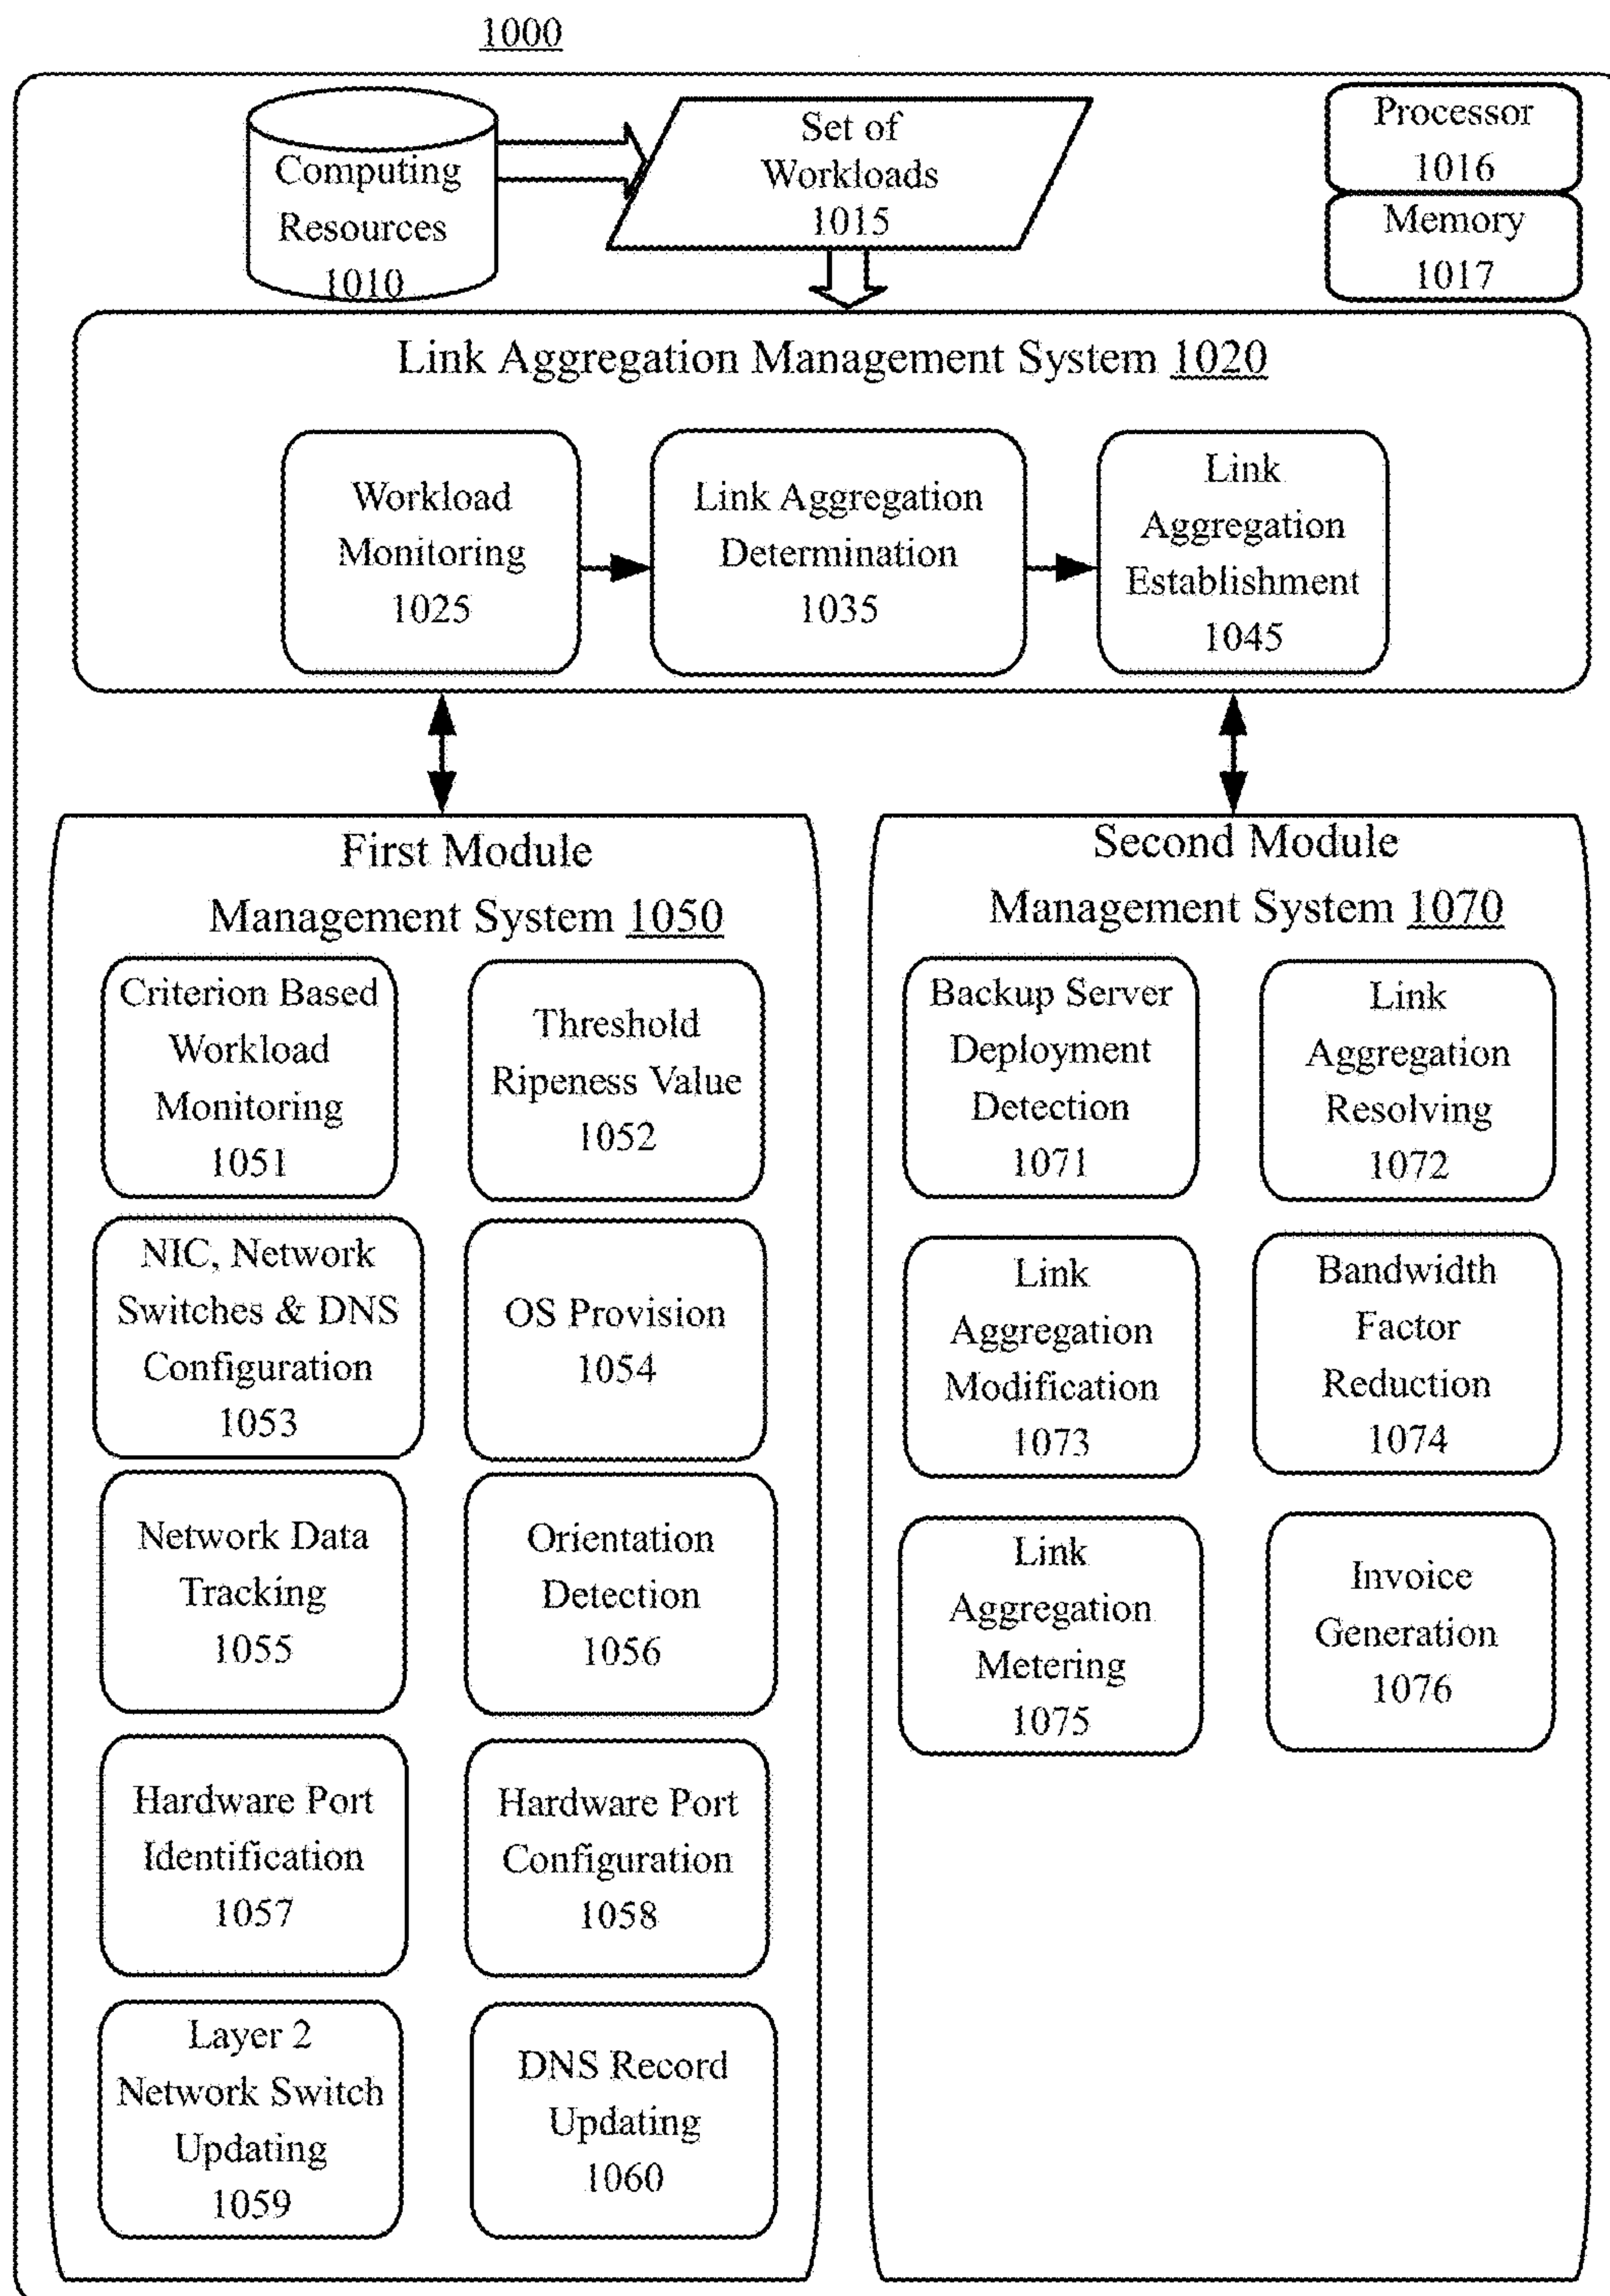 1000
Computing
Resources
1010
Set of
Workloads
1015
Processor
1016
Memory
1017
Link Aggregation Management System 1020
Workload
Monitoring
1025
Link Aggregation
Determination
1035
Link
Aggregation
Establishment
1045
First Module
Management System 1050
Criterion Based
Workload
Monitoring
1051
Threshold
Ripeness Value
1052
NIC, Network
Switches & DNS
Configuration
1053
OS Provision
1054
Network Data
Tracking
1055
Orientation
Detection
1056
Hardware Port
Identification
1057
Hardware Port
Configuration
1058
Layer 2
Network Switch
Updating
1059
DNS Record
Updating
1060
Second Module
Management System 1070
Backup Server
Deployment
Detection
1071
Link
Aggregation
Resolving
1072
Link
Aggregation
Modification
1073
Bandwidth
Factor
Reduction
1074
Link
Aggregation
Metering
1075
Invoice
Generation
1076